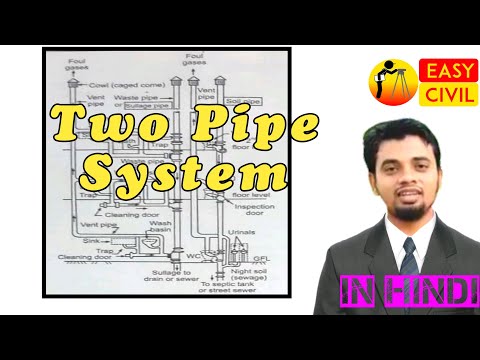 Foul
gases
Foul
gases
EASY
CIVIL
Cowl (caged come)
Vent pipe
Waste pipe
or Sullage pipe
Vent
pipe
Soil pipe
Two Pipe
System
Trap
floor
Waste pipe
Trap
floor level
Cleaning door
Inspection
door
Vent pipe
Wash
basin
Sink
Urinals
Trap
Cleaning door
WC
Sullage to
drain or sewer
Night soil
(sewage)
To septic tank
or street sewer
IN HINDI